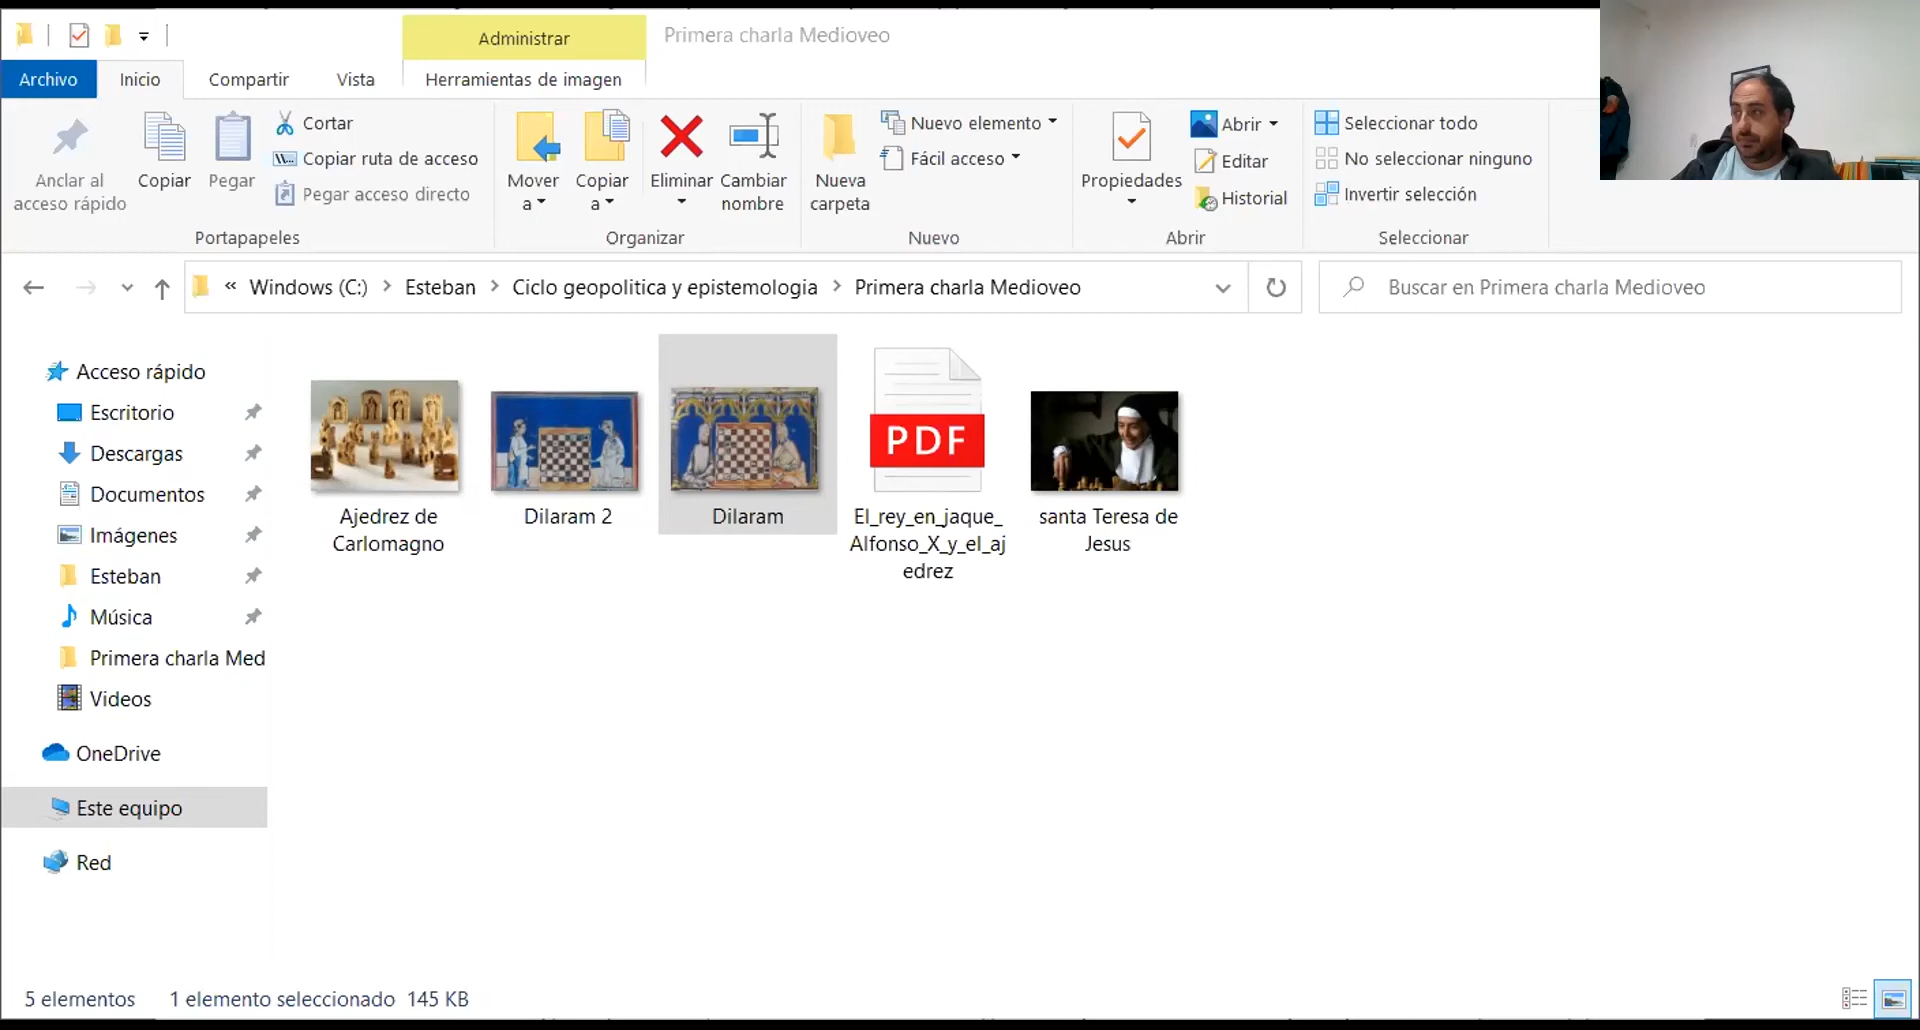 Administrar
Primera charla Medioveo
Archivo
Inicio
Compartir
Vista
Herramientas de imagen
Anclar al
acceso rápido
Copiar
Pegar
Cortar
Copiar ruta de acceso
Pegar acceso directo
Portapapeles
Mover
a
Copiar
a
Eliminar
Cambiar
nombre
Organizar
Nueva
carpeta
Nuevo elemento
Fácil acceso
Nuevo
Propiedades
Abrir
Editar
Historial
Abrir
Seleccionar todo
No seleccionar ninguno
Invertir selección
Seleccionar
« Windows (C:) > Esteban > Ciclo geopolitica y epistemologia > Primera charla Medioveo
Buscar en Primera charla Medioveo
Acceso rápido
Escritorio
Descargas
Documentos
Imágenes
Esteban
Música
Primera charla Med
Videos
OneDrive
Este equipo
Red
Ajedrez de
Carlomagno
Dilaram 2
Dilaram
PDF
El_rey_en_jaque_
Alfonso_X_y_el_aj
edrez
santa Teresa de
Jesus
5 elementos
1 elemento seleccionado 145 KB